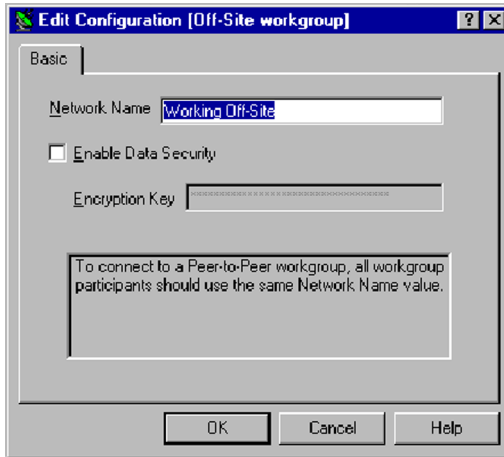 Edit Configuration [Off-Site workgroup]
Basic
Network Name Working Off-Site
Enable Data Security
Encryption Key ********************************
To connect to a Peer-to-Peer workgroup, all workgroup
participants should use the same Network Name value.
OK Cancel Help